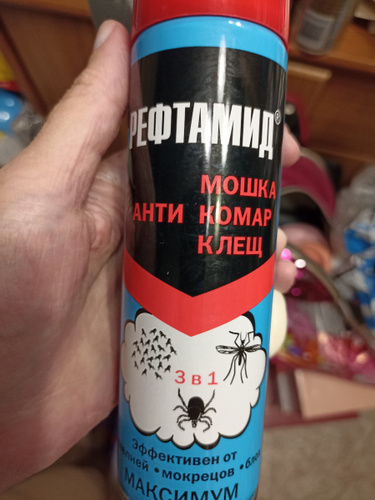 РЕФТАМИД®
МОШКА
АНТИ КОМАР
КЛЕЩ
3 в 1
Эффективен от
• мокрецов •
МАКСИМУМ